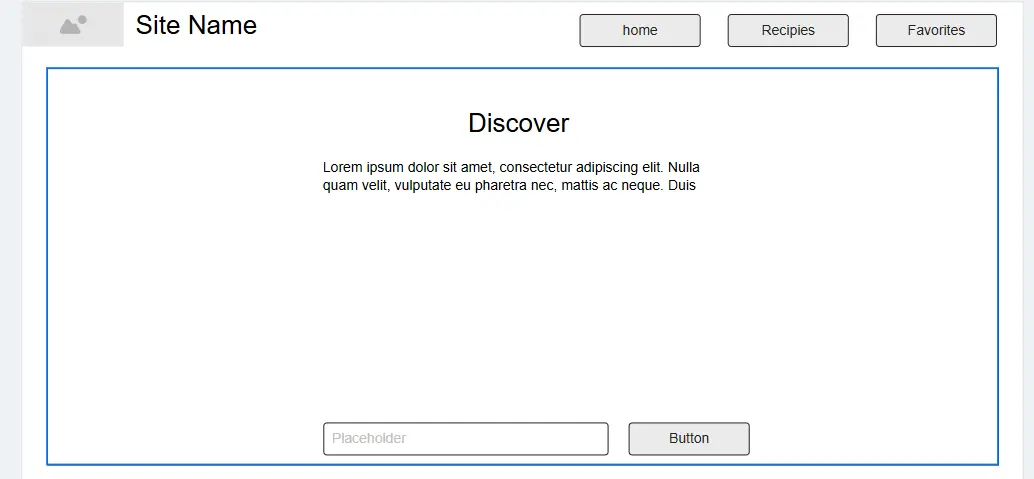 Site Name
home
Recipies
Favorites
Discover
Lorem ipsum dolor sit amet, consectetur adipiscing elit. Nulla
quam velit, vulputate eu pharetra nec, mattis ac neque. Duis
Placeholder
Button